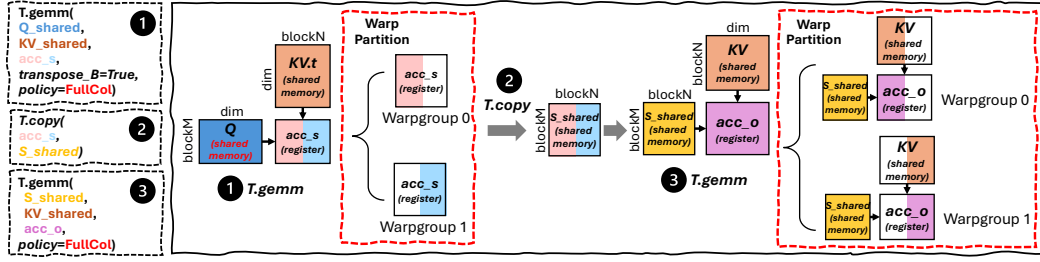 T.gemm(
Q_shared,
KV_shared,
acc_s,
transpose_B=True,
policy=FullCol)
1
T.copy(
acc_s,
S_shared)
2
T.gemm(
S_shared,
KV_shared,
acc_o,
policy=FullCol)
3
blockN
dim
KV.t
(shared
memory)
dim
blockM
Q
(shared
memory)
acc_s
(register)
1 T.gemm
Warp
Partition
acc_s
(register)
Warpgroup 0
acc_s
(register)
Warpgroup 1
2
T.copy
blockN
blockM
S_shared
(shared
memory)
blockN
blockM
S_shared
(shared
memory)
dim
blockN
KV
(shared
memory)
acc_o
(register)
3 T.gemm
Warp
Partition
KV
(shared
memory)
S_shared
(shared
memory)
acc_o
(register)
Warpgroup 0
KV
(shared
memory)
S_shared
(shared
memory)
acc_o
(register)
Warpgroup 1